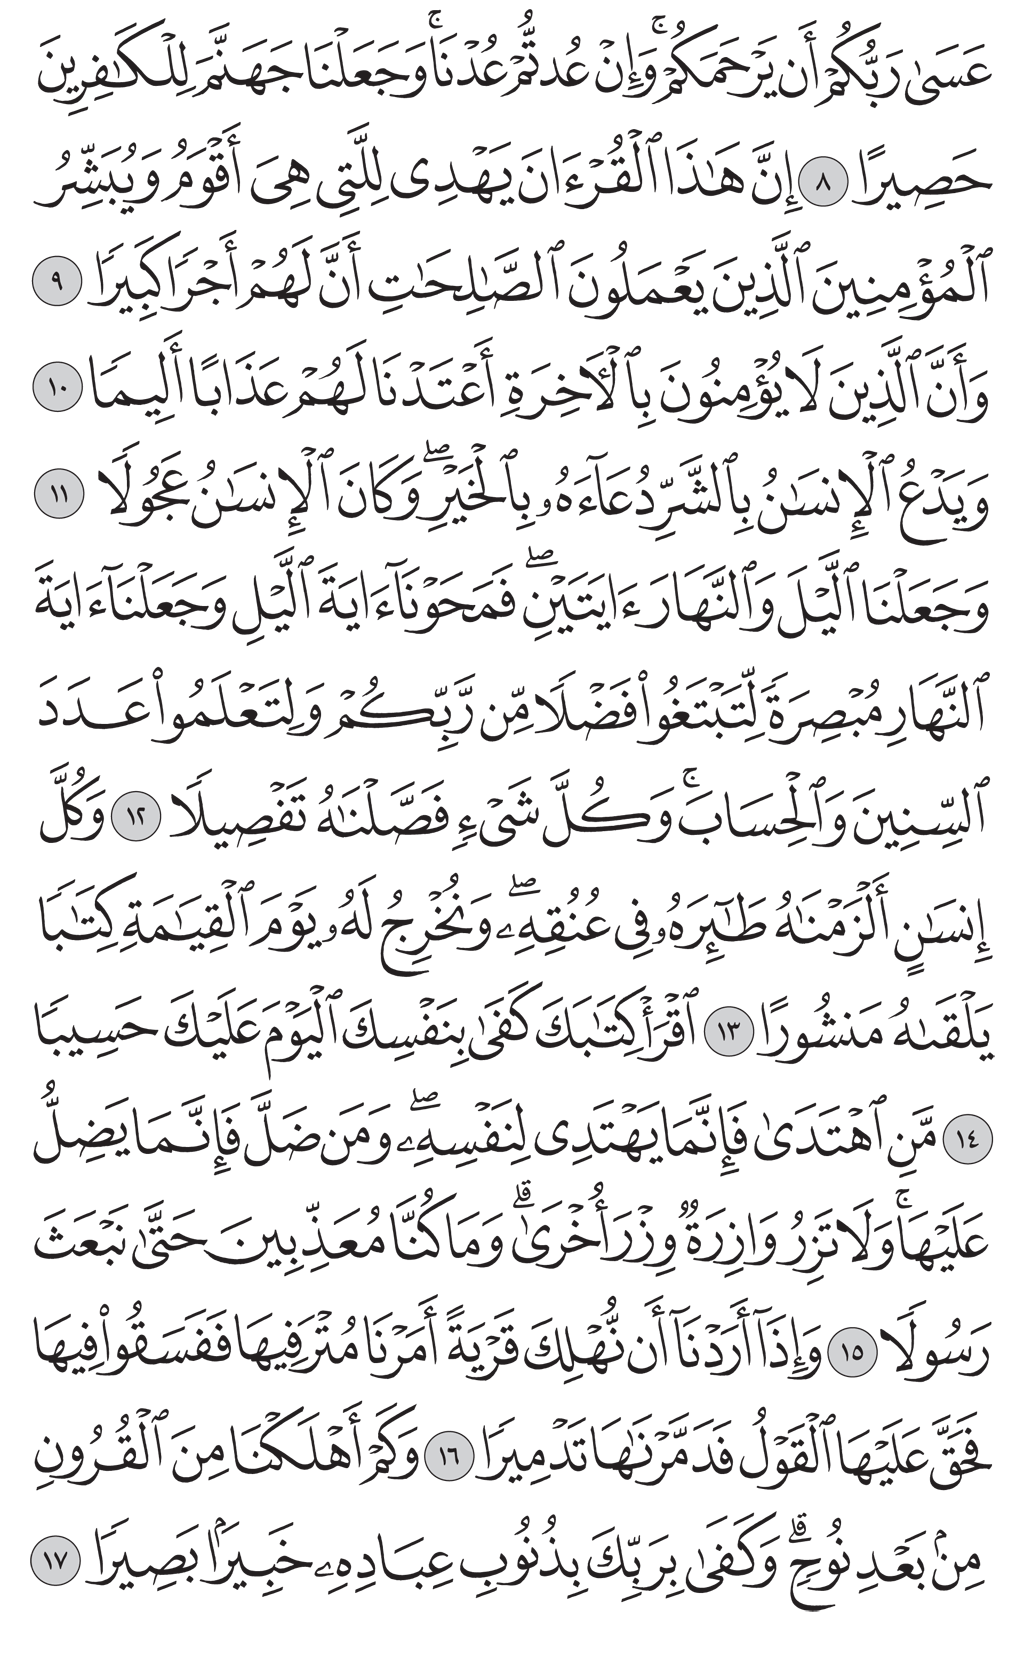 عَسَىٰ رَبُّكُمْ أَن يَرْحَمَكُمْ ۚ وَإِنْ عُدتُّمْ عُدْنَا ۚ وَجَعَلْنَا جَهَنَّمَ لِلْكَـٰفِرِينَ
حَصِيرًا ٨ إِنَّ هَـٰذَا ٱلْقُرْءَانَ يَهْدِى لِلَّتِى هِىَ أَقْوَمُ وَيُبَشِّرُ
ٱلْمُؤْمِنِينَ ٱلَّذِينَ يَعْمَلُونَ ٱلصَّـٰلِحَـٰتِ أَنَّ لَهُمْ أَجْرًا كَبِيرًا ٩
وَأَنَّ ٱلَّذِينَ لَا يُؤْمِنُونَ بِٱلْـَٔاخِرَةِ أَعْتَدْنَا لَهُمْ عَذَابًا أَلِيمًا ١٠
وَيَدْعُ ٱلْإِنسَـٰنُ بِٱلشَّرِّ دُعَآءَهُۥ بِٱلْخَيْرِ ۖ وَكَانَ ٱلْإِنسَـٰنُ عَجُولًا ١١
وَجَعَلْنَا ٱلَّيْلَ وَٱلنَّهَارَ ءَايَتَيْنِ ۖ فَمَحَوْنَآ ءَايَةَ ٱلَّيْلِ وَجَعَلْنَآ ءَايَةَ
ٱلنَّهَارِ مُبْصِرَةً لِّتَبْتَغُوا۟ فَضْلًا مِّن رَّبِّكُمْ وَلِتَعْلَمُوا۟ عَدَدَ
ٱلسِّنِينَ وَٱلْحِسَابَ ۚ وَكُلَّ شَىْءٍ فَصَّلْنَـٰهُ تَفْصِيلًا ١٢ وَكُلَّ
إِنسَـٰنٍ أَلْزَمْنَـٰهُ طَـٰٓئِرَهُۥ فِى عُنُقِهِۦ ۖ وَنُخْرِجُ لَهُۥ يَوْمَ ٱلْقِيَـٰمَةِ كِتَـٰبًا
يَلْقَىٰهُ مَنشُورًا ١٣ ٱقْرَأْ كِتَـٰبَكَ كَفَىٰ بِنَفْسِكَ ٱلْيَوْمَ عَلَيْكَ حَسِيبًا
١٤ مَّنِ ٱهْتَدَىٰ فَإِنَّمَا يَهْتَدِى لِنَفْسِهِۦ ۖ وَمَن ضَلَّ فَإِنَّمَا يَضِلُّ
عَلَيْهَا ۚ وَلَا تَزِرُ وَازِرَةٌ وِزْرَ أُخْرَىٰ ۗ وَمَا كُنَّا مُعَذِّبِينَ حَتَّىٰ نَبْعَثَ
رَسُولًا ١٥ وَإِذَآ أَرَدْنَآ أَن نُّهْلِكَ قَرْيَةً أَمَرْنَا مُتْرَفِيهَا فَفَسَقُوا۟ فِيهَا
فَحَقَّ عَلَيْهَا ٱلْقَوْلُ فَدَمَّرْنَـٰهَا تَدْمِيرًا ١٦ وَكَمْ أَهْلَكْنَا مِنَ ٱلْقُرُونِ
مِنۢ بَعْدِ نُوحٍ ۗ وَكَفَىٰ بِرَبِّكَ بِذُنُوبِ عِبَادِهِۦ خَبِيرًۢا بَصِيرًا ١٧